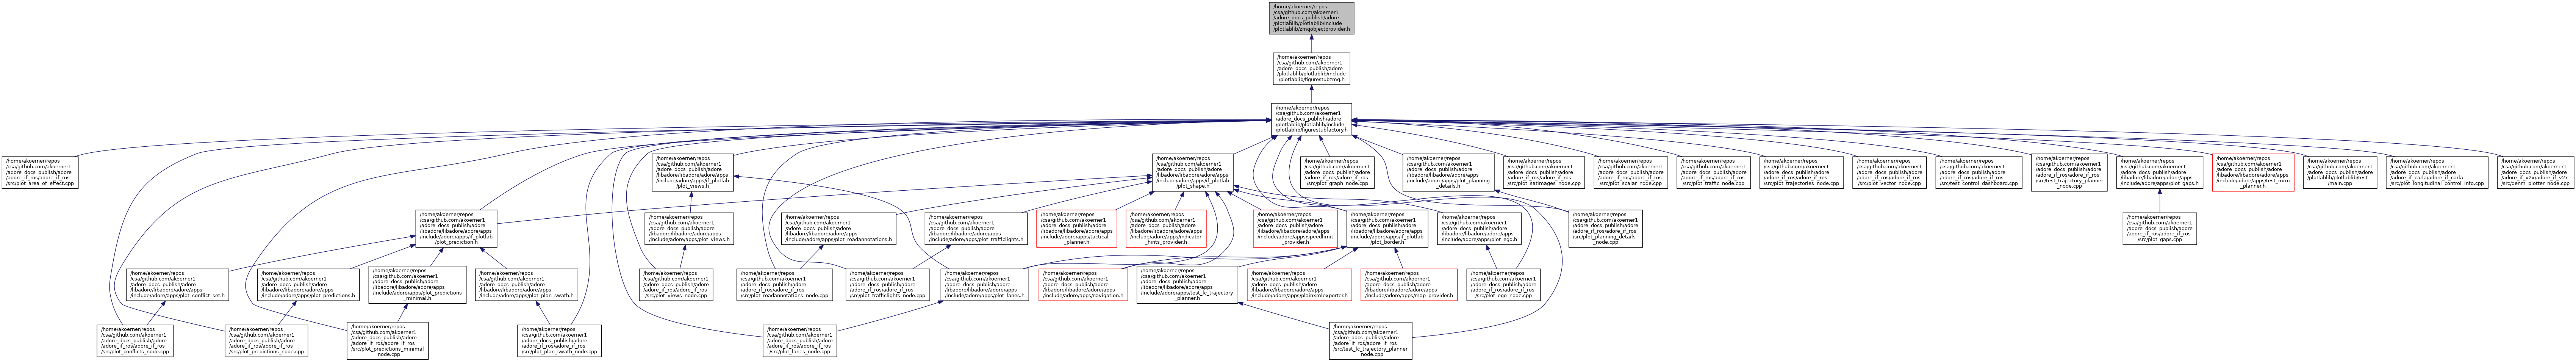 /home/akoerner/repos
/csa/github.com/akoerner1
/adore_docs_publish/adore
/plotlablib/plotlablib/include
/plotlablib/zmqobjectprovider.h
/home/akoerner/repos
/csa/github.com/akoerner1
/adore_docs_publish/adore
/plotlablib/plotlablib/include
/plotlablib/figurestubzmq.h
/home/akoerner/repos
/csa/github.com/akoerner1
/adore_docs_publish/adore
/plotlablib/plotlablib/include
/plotlablib/figurestubfactory.h
/home/akoerner/repos
/csa/github.com/akoerner1
/adore_docs_publish/adore
/adore_if_ros/adore_if_ros
/src/plot_area_of_effect.cpp
/home/akoerner/repos
/csa/github.com/akoerner1
/adore_docs_publish/adore
/libadore/libadore/adore/apps
/include/adore/apps/if_plotlab
/plot_views.h
/home/akoerner/repos
/csa/github.com/akoerner1
/adore_docs_publish/adore
/libadore/libadore/adore/apps
/include/adore/apps/if_plotlab
/plot_shape.h
/home/akoerner/repos
/csa/github.com/akoerner1
/adore_docs_publish/adore
/adore_if_ros/adore_if_ros
/src/plot_graph_node.cpp
/home/akoerner/repos
/csa/github.com/akoerner1
/adore_docs_publish/adore
/libadore/libadore/adore/apps
/include/adore/apps/plot_planning
_details.h
/home/akoerner/repos
/csa/github.com/akoerner1
/adore_docs_publish/adore
/adore_if_ros/adore_if_ros
/src/plot_satimages_node.cpp
/home/akoerner/repos
/csa/github.com/akoerner1
/adore_docs_publish/adore
/adore_if_ros/adore_if_ros
/src/plot_scalar_node.cpp
/home/akoerner/repos
/csa/github.com/akoerner1
/adore_docs_publish/adore
/adore_if_ros/adore_if_ros
/src/plot_traffic_node.cpp
/home/akoerner/repos
/csa/github.com/akoerner1
/adore_docs_publish/adore
/adore_if_ros/adore_if_ros
/src/plot_trajectories_node.cpp
/home/akoerner/repos
/csa/github.com/akoerner1
/adore_docs_publish/adore
/adore_if_ros/adore_if_ros
/src/plot_vector_node.cpp
/home/akoerner/repos
/csa/github.com/akoerner1
/adore_docs_publish/adore
/adore_if_ros/adore_if_ros
/src/test_control_dashboard.cpp
/home/akoerner/repos
/csa/github.com/akoerner1
/adore_docs_publish/adore
/adore_if_ros/adore_if_ros
/src/test_trajectory_planner
_node.cpp
/home/akoerner/repos
/csa/github.com/akoerner1
/adore_docs_publish/adore
/libadore/libadore/adore/apps
/include/adore/apps/plot_gaps.h
/home/akoerner/repos
/csa/github.com/akoerner1
/adore_docs_publish/adore
/libadore/libadore/adore/apps
/include/adore/apps/test_mrm
_planner.h
/home/akoerner/repos
/csa/github.com/akoerner1
/adore_docs_publish/adore
/plotlablib/plotlablib/test
/main.cpp
/home/akoerner/repos
/csa/github.com/akoerner1
/adore_docs_publish/adore
/adore_if_carla/adore_if_carla
/src/plot_longitudinal_control_info.cpp
/home/akoerner/repos
/csa/github.com/akoerner1
/adore_docs_publish/adore
/adore_if_v2x/adore_if_v2x
/src/denm_plotter_node.cpp
/home/akoerner/repos
/csa/github.com/akoerner1
/adore_docs_publish/adore
/libadore/libadore/adore/apps
/include/adore/apps/if_plotlab
/plot_prediction.h
/home/akoerner/repos
/csa/github.com/akoerner1
/adore_docs_publish/adore
/libadore/libadore/adore/apps
/include/adore/apps/plot_views.h
/home/akoerner/repos
/csa/github.com/akoerner1
/adore_docs_publish/adore
/libadore/libadore/adore/apps
/include/adore/apps/plot_roadannotations.h
/home/akoerner/repos
/csa/github.com/akoerner1
/adore_docs_publish/adore
/libadore/libadore/adore/apps
/include/adore/apps/plot_trafficlights.h
/home/akoerner/repos
/csa/github.com/akoerner1
/adore_docs_publish/adore
/libadore/libadore/adore/apps
/include/adore/apps/tactical
_planner.h
/home/akoerner/repos
/csa/github.com/akoerner1
/adore_docs_publish/adore
/libadore/libadore/adore/apps
/include/adore/apps/indicator
_hints_provider.h
/home/akoerner/repos
/csa/github.com/akoerner1
/adore_docs_publish/adore
/libadore/libadore/adore/apps
/include/adore/apps/speedlimit
_provider.h
/home/akoerner/repos
/csa/github.com/akoerner1
/adore_docs_publish/adore
/libadore/libadore/adore/apps
/include/adore/apps/if_plotlab
/plot_border.h
/home/akoerner/repos
/csa/github.com/akoerner1
/adore_docs_publish/adore
/libadore/libadore/adore/apps
/include/adore/apps/plot_ego.h
/home/akoerner/repos
/csa/github.com/akoerner1
/adore_docs_publish/adore
/adore_if_ros/adore_if_ros
/src/plot_planning_details
_node.cpp
/home/akoerner/repos
/csa/github.com/akoerner1
/adore_docs_publish/adore
/adore_if_ros/adore_if_ros
/src/plot_gaps.cpp
/home/akoerner/repos
/csa/github.com/akoerner1
/adore_docs_publish/adore
/libadore/libadore/adore/apps
/include/adore/apps/plot_conflict_set.h
/home/akoerner/repos
/csa/github.com/akoerner1
/adore_docs_publish/adore
/libadore/libadore/adore/apps
/include/adore/apps/plot_predictions.h
/home/akoerner/repos
/csa/github.com/akoerner1
/adore_docs_publish/adore
/libadore/libadore/adore/apps
/include/adore/apps/plot_predictions
_minimal.h
/home/akoerner/repos
/csa/github.com/akoerner1
/adore_docs_publish/adore
/libadore/libadore/adore/apps
/include/adore/apps/plot_plan_swath.h
/home/akoerner/repos
/csa/github.com/akoerner1
/adore_docs_publish/adore
/adore_if_ros/adore_if_ros
/src/plot_views_node.cpp
/home/akoerner/repos
/csa/github.com/akoerner1
/adore_docs_publish/adore
/adore_if_ros/adore_if_ros
/src/plot_roadannotations_node.cpp
/home/akoerner/repos
/csa/github.com/akoerner1
/adore_docs_publish/adore
/adore_if_ros/adore_if_ros
/src/plot_trafficlights_node.cpp
/home/akoerner/repos
/csa/github.com/akoerner1
/adore_docs_publish/adore
/libadore/libadore/adore/apps
/include/adore/apps/plot_lanes.h
/home/akoerner/repos
/csa/github.com/akoerner1
/adore_docs_publish/adore
/libadore/libadore/adore/apps
/include/adore/apps/navigation.h
/home/akoerner/repos
/csa/github.com/akoerner1
/adore_docs_publish/adore
/libadore/libadore/adore/apps
/include/adore/apps/test_lc_trajectory
_planner.h
/home/akoerner/repos
/csa/github.com/akoerner1
/adore_docs_publish/adore
/libadore/libadore/adore/apps
/include/adore/apps/plainxmlexporter.h
/home/akoerner/repos
/csa/github.com/akoerner1
/adore_docs_publish/adore
/libadore/libadore/adore/apps
/include/adore/apps/map_provider.h
/home/akoerner/repos
/csa/github.com/akoerner1
/adore_docs_publish/adore
/adore_if_ros/adore_if_ros
/src/plot_ego_node.cpp
/home/akoerner/repos
/csa/github.com/akoerner1
/adore_docs_publish/adore
/adore_if_ros/adore_if_ros
/src/plot_conflicts_node.cpp
/home/akoerner/repos
/csa/github.com/akoerner1
/adore_docs_publish/adore
/adore_if_ros/adore_if_ros
/src/plot_predictions_node.cpp
/home/akoerner/repos
/csa/github.com/akoerner1
/adore_docs_publish/adore
/adore_if_ros/adore_if_ros
/src/plot_predictions_minimal
_node.cpp
/home/akoerner/repos
/csa/github.com/akoerner1
/adore_docs_publish/adore
/adore_if_ros/adore_if_ros
/src/plot_plan_swath_node.cpp
/home/akoerner/repos
/csa/github.com/akoerner1
/adore_docs_publish/adore
/adore_if_ros/adore_if_ros
/src/plot_lanes_node.cpp
/home/akoerner/repos
/csa/github.com/akoerner1
/adore_docs_publish/adore
/adore_if_ros/adore_if_ros
/src/test_lc_trajectory_planner
_node.cpp